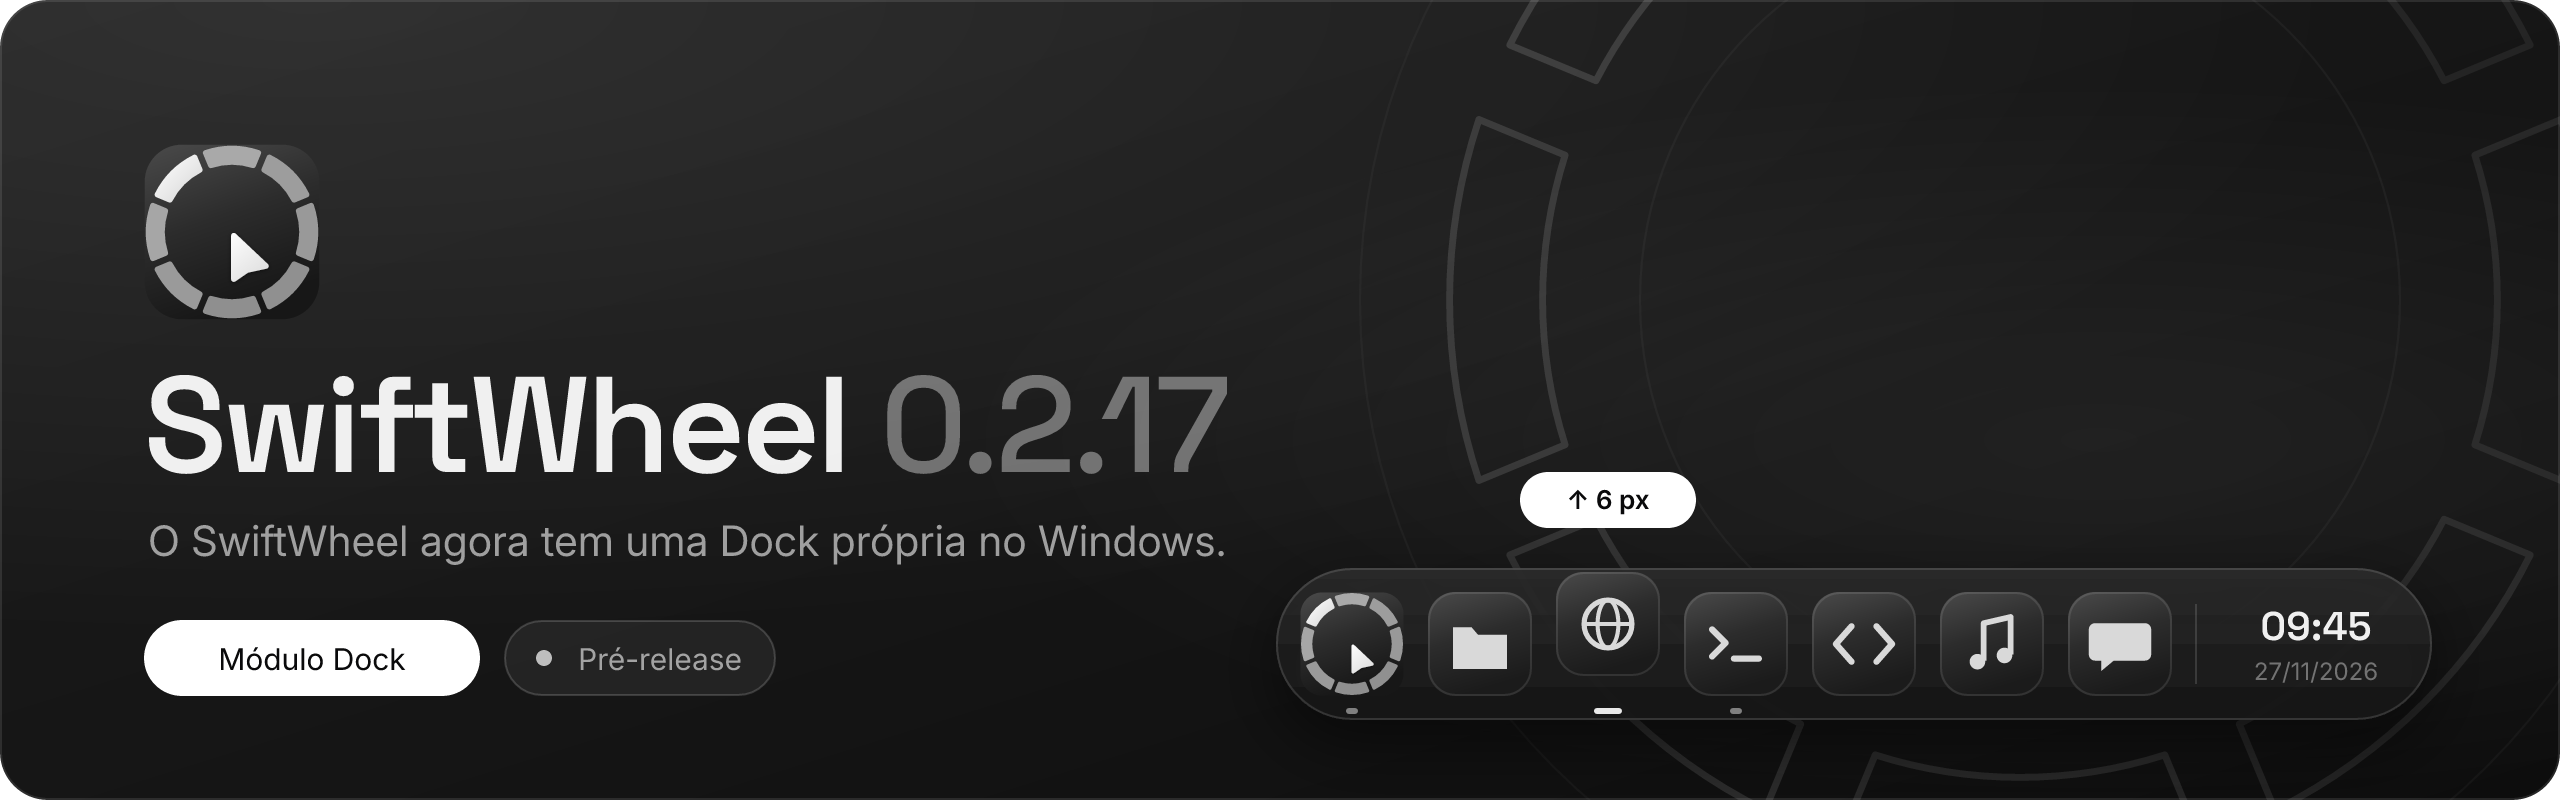 SwiftWheel 0.2.17
O SwiftWheel agora tem uma Dock própria no Windows.
Módulo Dock
Pré-release
↑ 6 px
09:45
27/11/2026